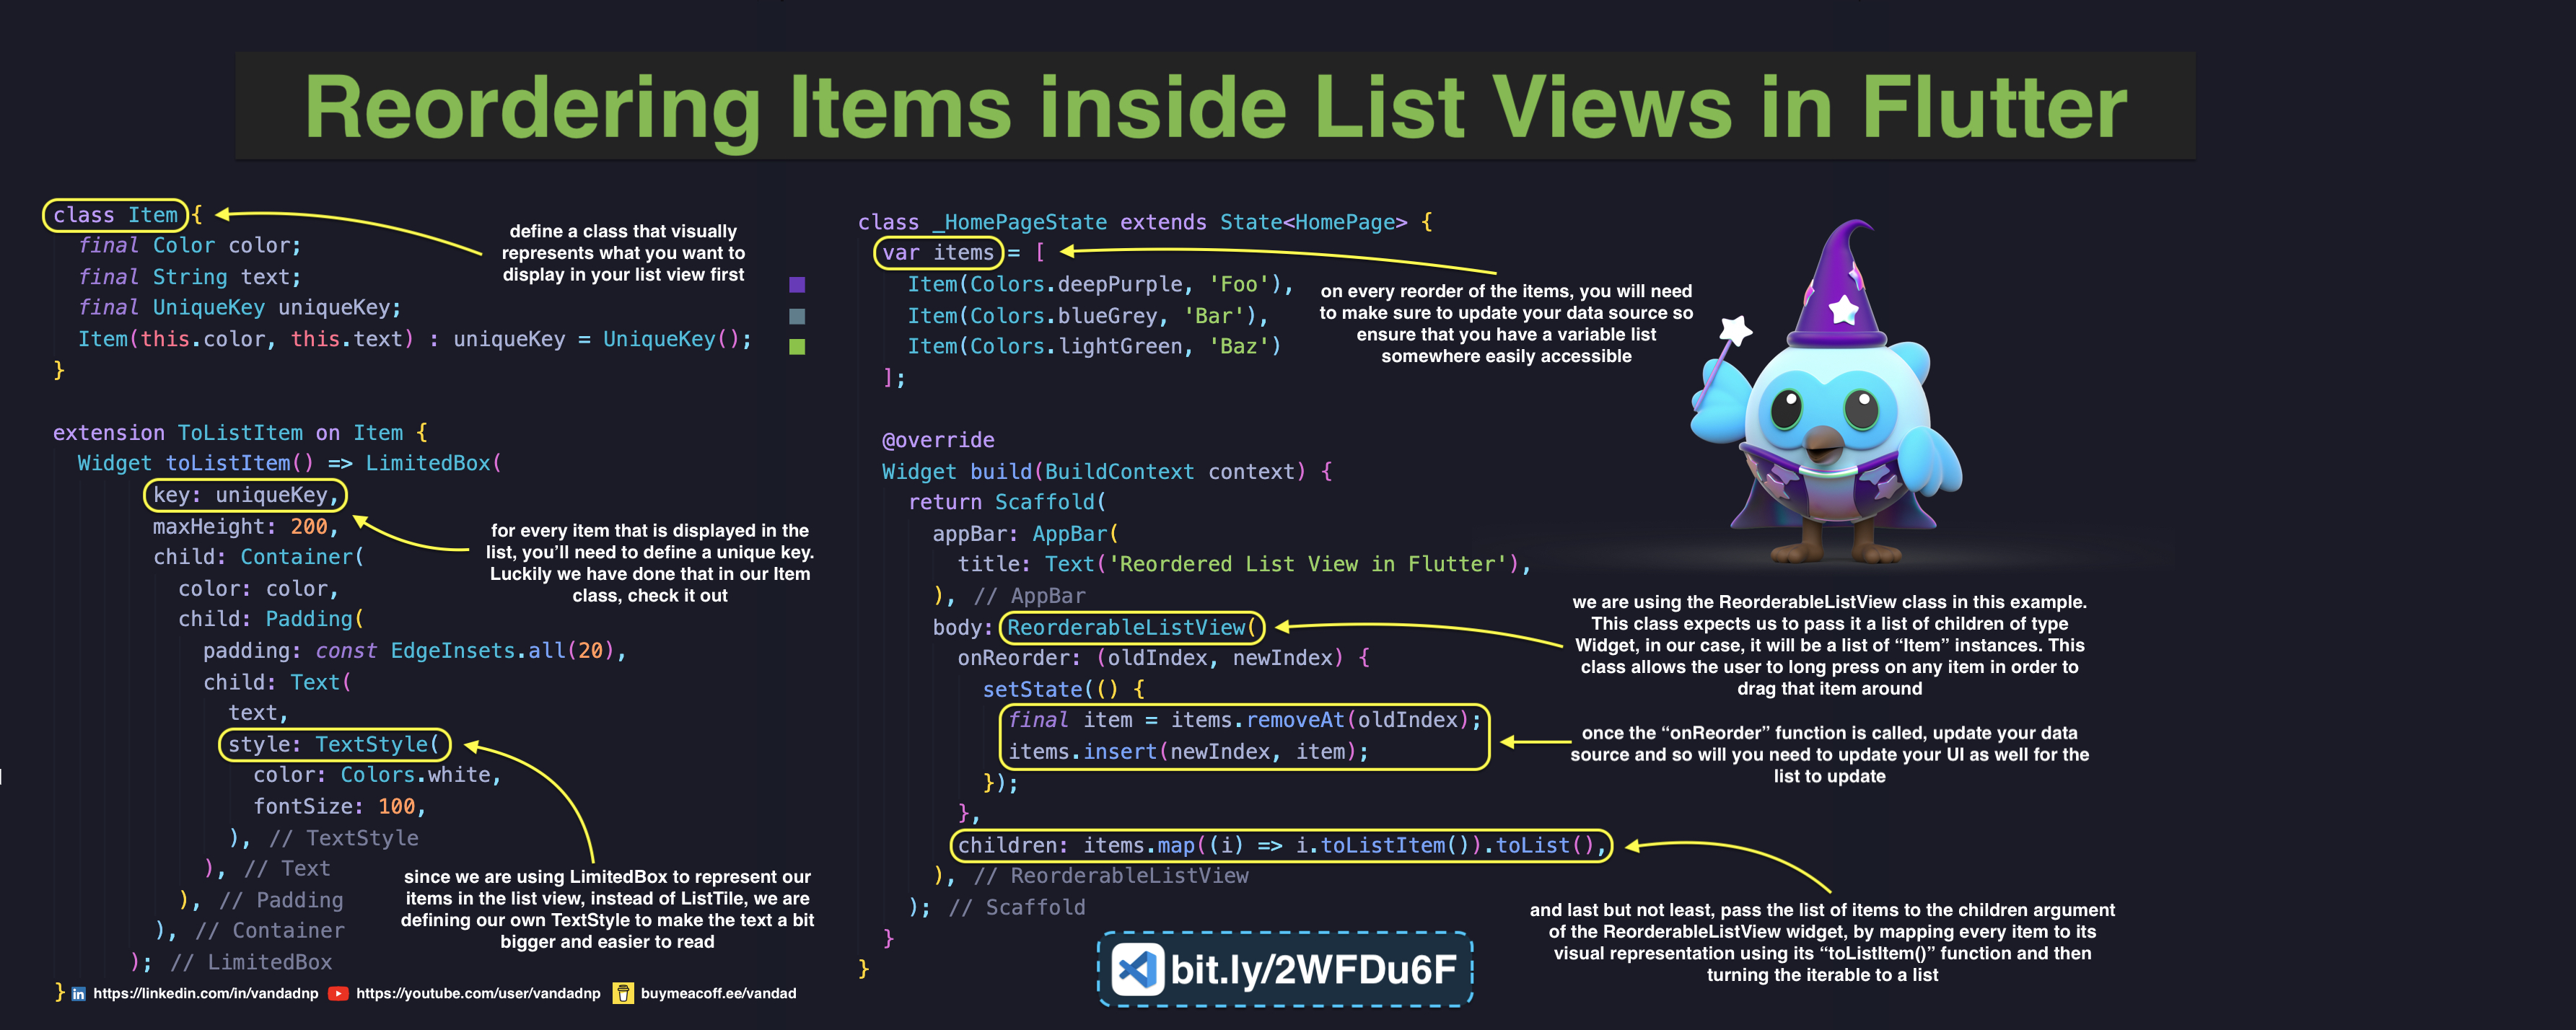 Reordering Items inside List Views in Flutter
class Item {
final Color color;
final String text;
final UniqueKey uniqueKey;
Item(this.color, this.text) : uniqueKey = UniqueKey();
}
define a class that visually
represents what you want to
display in your list view first
extension ToListItem on Item {
Widget toListItem() => LimitedBox(
key: uniqueKey,
maxHeight: 200,
child: Container(
color: color,
child: Padding(
padding: const EdgeInsets.all(20),
child: Text(
text,
style: TextStyle(
color: Colors.white,
fontSize: 100,
), // TextStyle
), // Text
), // Padding
), // Container
); // LimitedBox
}
for every item that is displayed in the
list, you'll need to define a unique key.
Luckily we have done that in our Item
class, check it out
since we are using LimitedBox to represent our
items in the list view, instead of ListTile, we are
defining our own TextStyle to make the text a bit
bigger and easier to read
https://linkedin.com/in/vandadnp
https://youtube.com/user/vandadnp
buymeacoff.ee/vandad
class _HomePageState extends State<HomePage> {
var items = [
Item(Colors.deepPurple, 'Foo'),
Item(Colors.blueGrey, 'Bar'),
Item(Colors.lightGreen, 'Baz')
];
on every reorder of the items, you will need
to make sure to update your data source so
ensure that you have a variable list
somewhere easily accessible
@override
Widget build(BuildContext context) {
return Scaffold(
appBar: AppBar(
title: Text('Reordered List View in Flutter'),
), // AppBar
body: ReorderableListView(
onReorder: (oldIndex, newIndex) {
setState(() {
final item = items.removeAt(oldIndex);
items.insert(newIndex, item);
});
},
children: items.map((i) => i.toListItem()).toList(),
), // ReorderableListView
); // Scaffold
}
}
we are using the ReorderableListView class in this example.
This class expects us to pass it a list of children of type
Widget, in our case, it will be a list of “Item” instances. This
class allows the user to long press on any item in order to
drag that item around
once the “onReorder” function is called, update your data
source and so will you need to update your UI as well for the
list to update
and last but not least, pass the list of items to the children argument
of the ReorderableListView widget, by mapping every item to its
visual representation using its “toListItem()” function and then
turning the iterable to a list
bit.ly/2WFDu6F